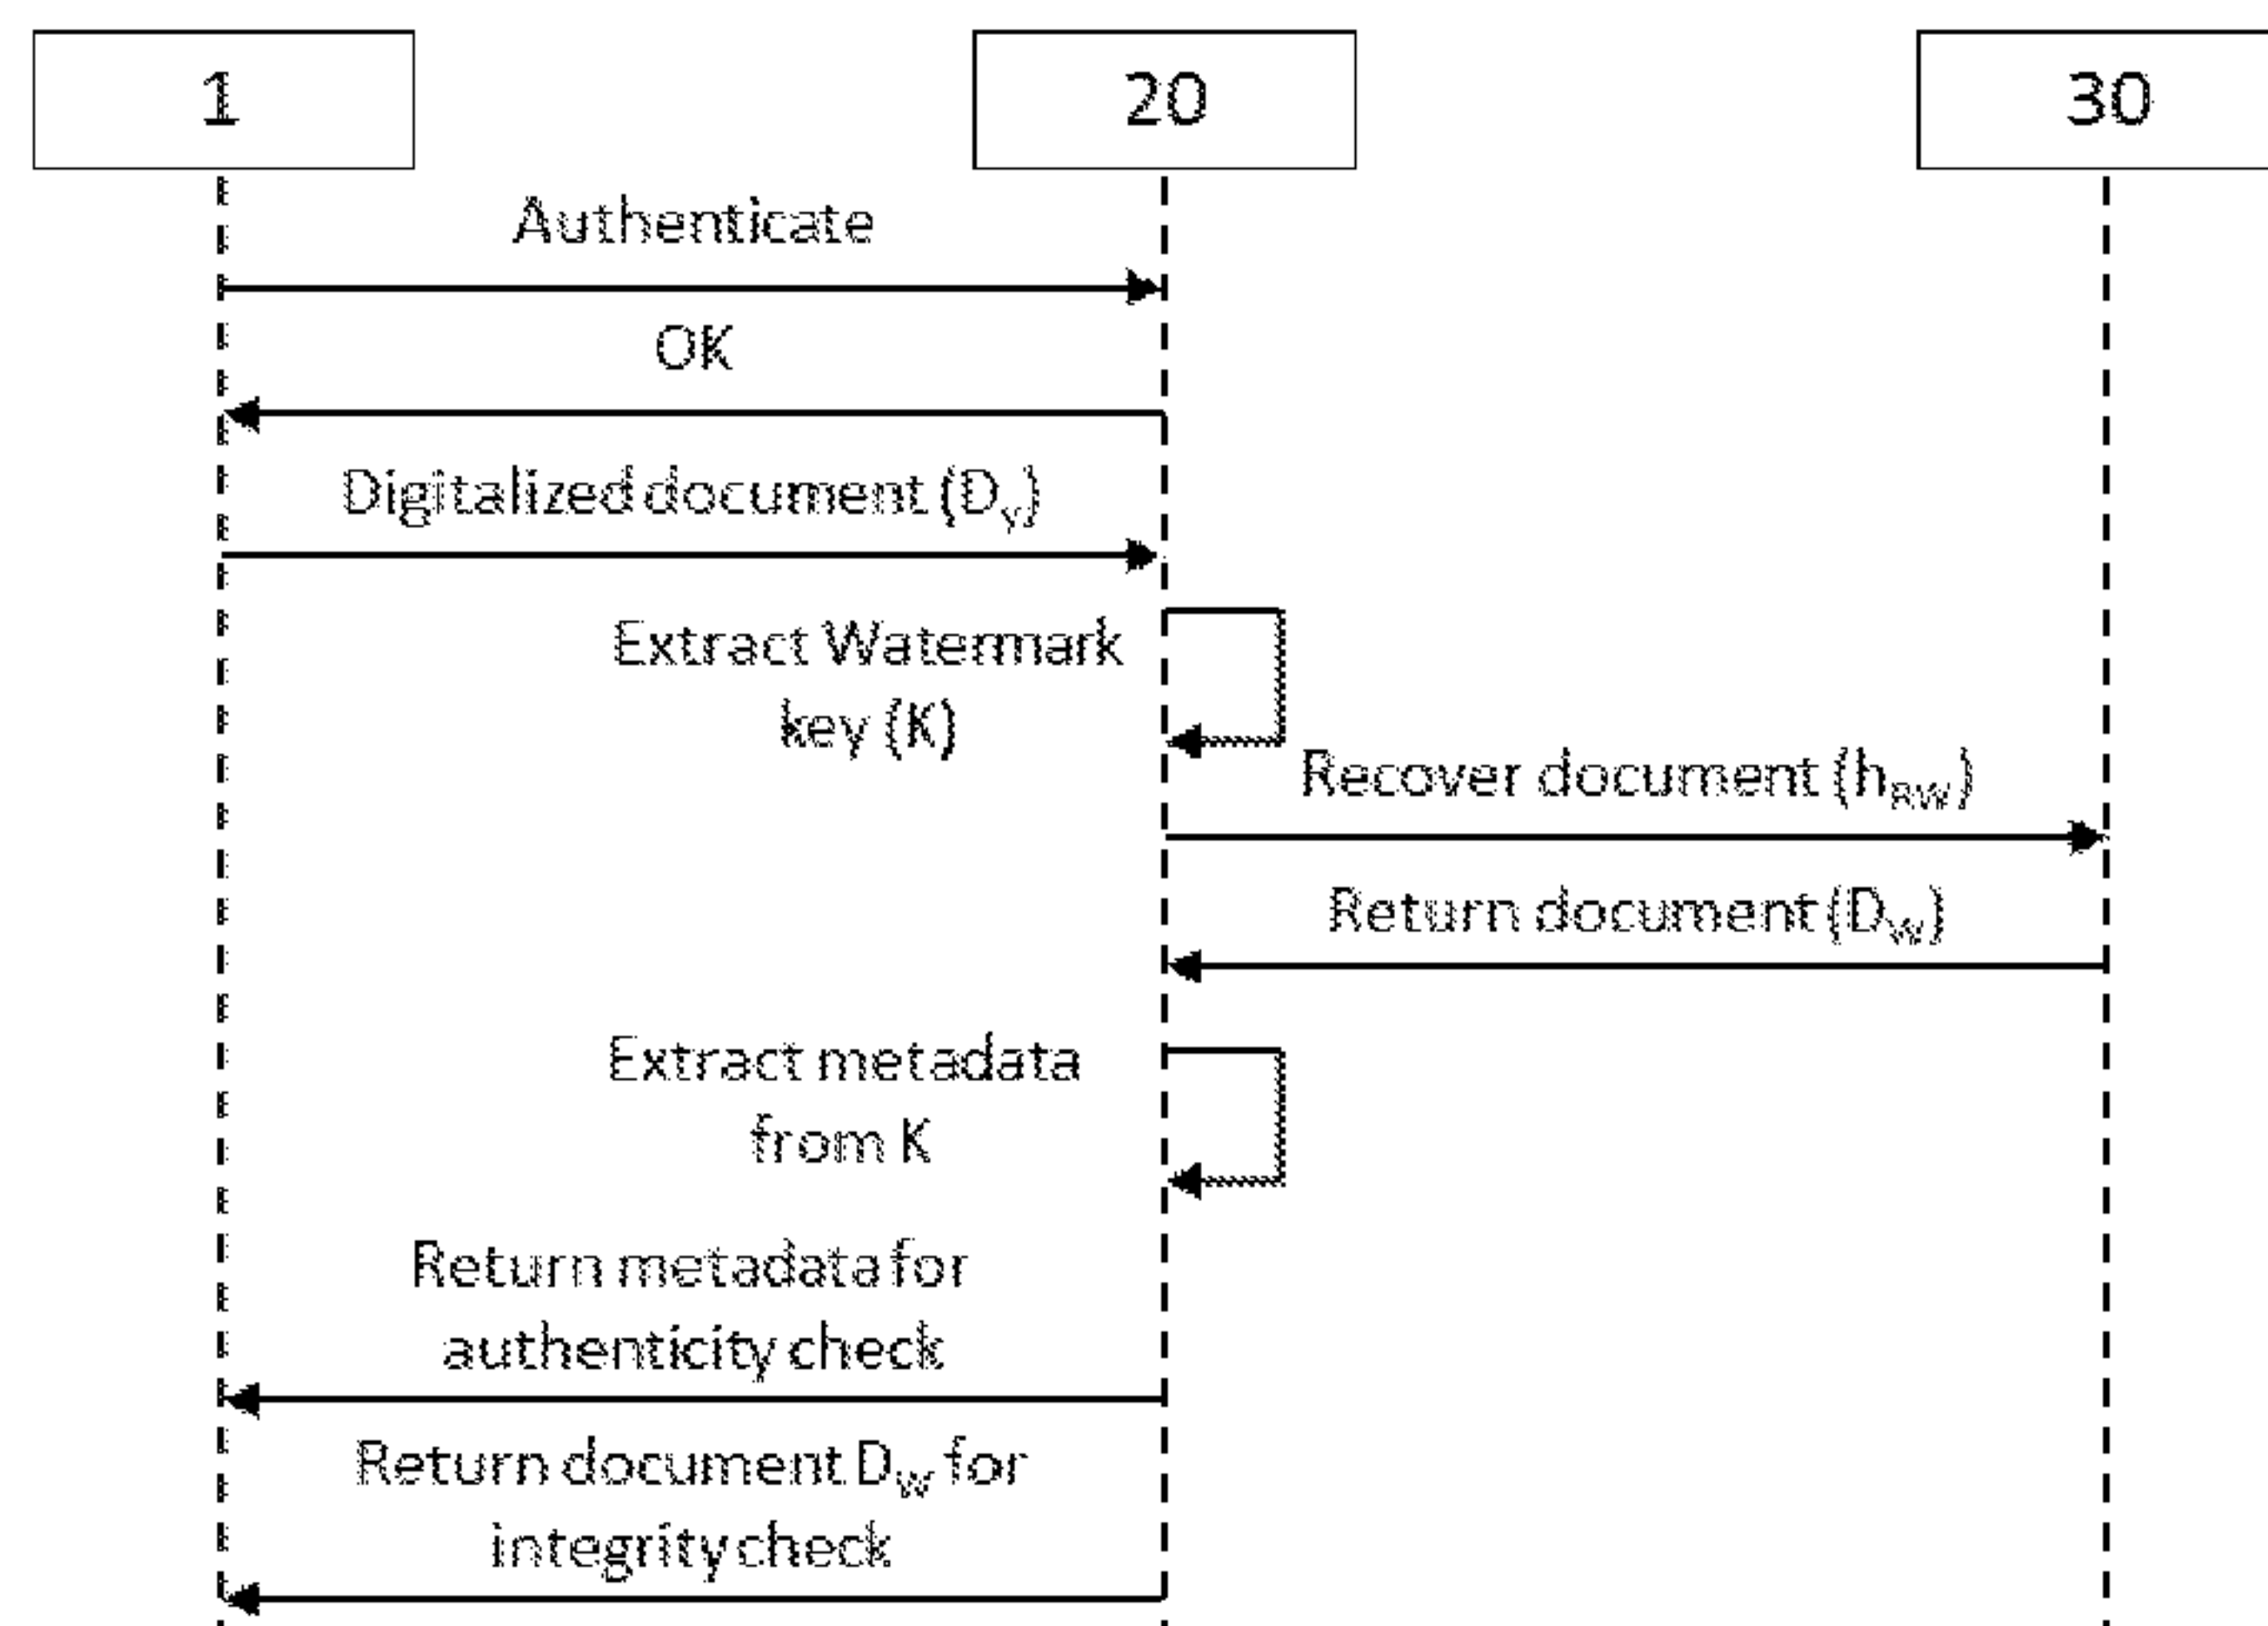 1
20
30
Authenticate
OK
Digitalized document (Dy)
Extract Watermark
key (K)
Recover document (hRW)
Return document (Dw)
Extract metadata
from K
Return metadata for
authenticity check
Return document Dw for
integrity check